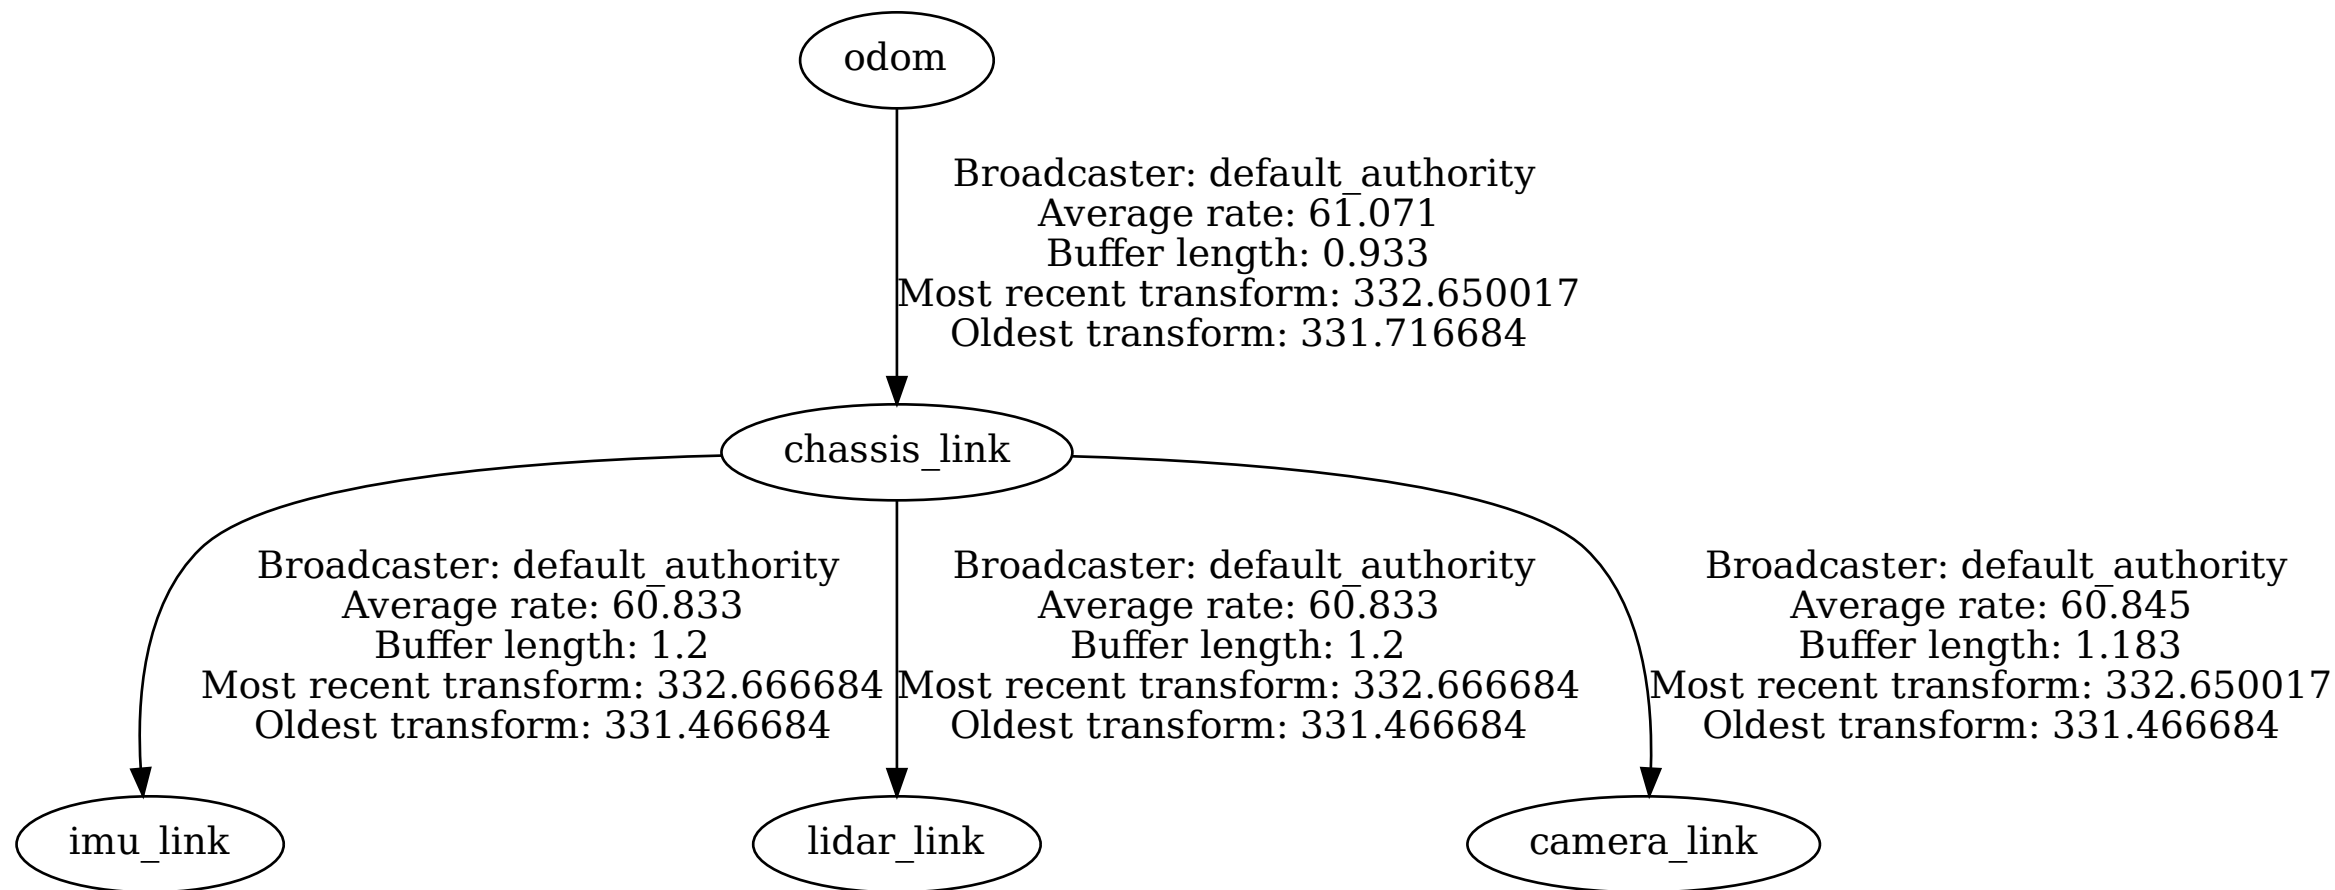 odom
Broadcaster: default_authority
Average rate: 61.071
Buffer length: 0.933
Most recent transform: 332.650017
Oldest transform: 331.716684
chassis_link
Broadcaster: default_authority
Average rate: 60.833
Buffer length: 1.2
Most recent transform: 332.666684
Oldest transform: 331.466684
Broadcaster: default_authority
Average rate: 60.833
Buffer length: 1.2
Most recent transform: 332.666684
Oldest transform: 331.466684
Broadcaster: default_authority
Average rate: 60.845
Buffer length: 1.183
Most recent transform: 332.650017
Oldest transform: 331.466684
imu_link
lidar_link
camera_link